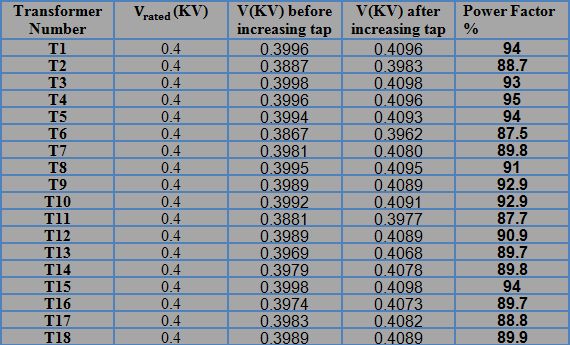 Transformer Number V rated (KV) V(KV) before increasing tap V(KV) after increasing tap Power Factor %
T1 0.4 0.3996 0.4096 94
T2 0.4 0.3887 0.3983 88.7
T3 0.4 0.3998 0.4098 93
T4 0.4 0.3996 0.4096 95
T5 0.4 0.3994 0.4093 94
T6 0.4 0.3867 0.3962 87.5
T7 0.4 0.3981 0.4080 89.8
T8 0.4 0.3995 0.4095 91
T9 0.4 0.3989 0.4089 92.9
T10 0.4 0.3992 0.4091 92.9
T11 0.4 0.3881 0.3977 87.7
T12 0.4 0.3989 0.4089 90.9
T13 0.4 0.3969 0.4068 89.7
T14 0.4 0.3979 0.4078 89.8
T15 0.4 0.3998 0.4098 94
T16 0.4 0.3974 0.4073 89.7
T17 0.4 0.3983 0.4082 88.8
T18 0.4 0.3989 0.4089 89.9